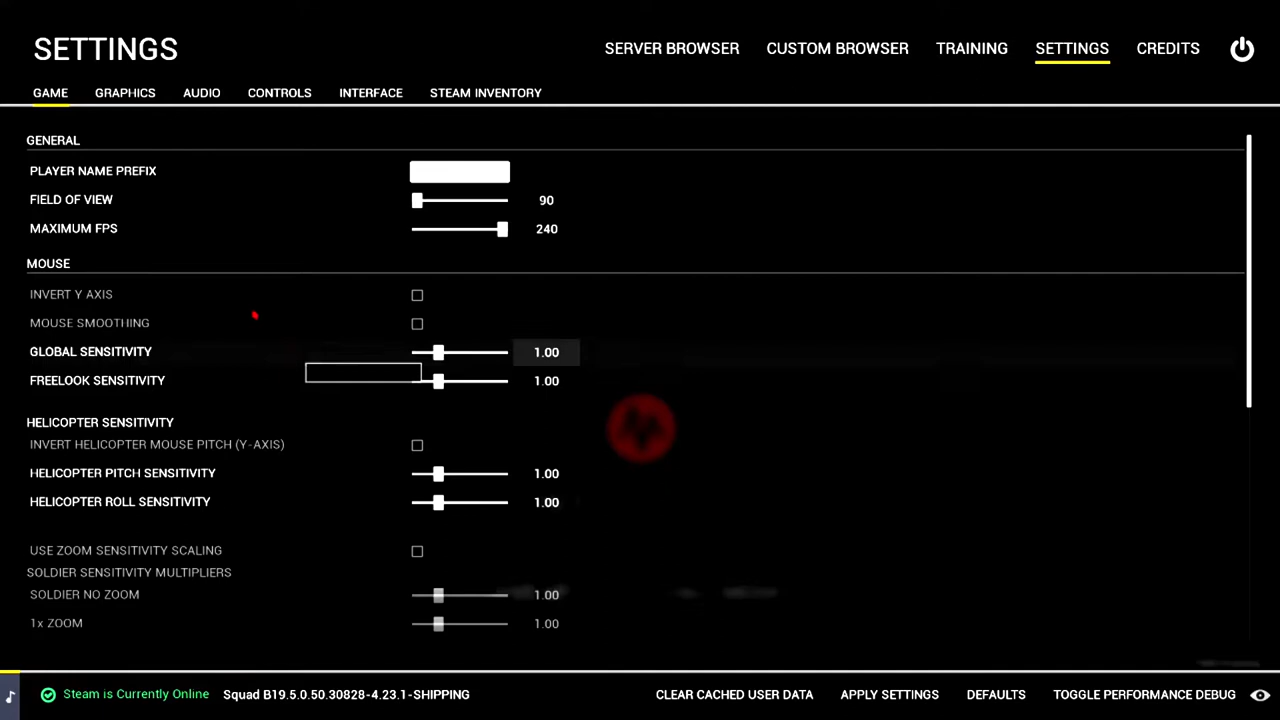 SETTINGS
SERVER BROWSER CUSTOM BROWSER TRAINING SETTINGS CREDITS
GAME GRAPHICS AUDIO CONTROLS INTERFACE STEAM INVENTORY
GENERAL
PLAYER NAME PREFIX
FIELD OF VIEW 90
MAXIMUM FPS 240
MOUSE
INVERT Y AXIS
MOUSE SMOOTHING
GLOBAL SENSITIVITY 1.00
FREELOOK SENSITIVITY 1.00
HELICOPTER SENSITIVITY
INVERT HELICOPTER MOUSE PITCH (Y-AXIS)
HELICOPTER PITCH SENSITIVITY 1.00
HELICOPTER ROLL SENSITIVITY 1.00
USE ZOOM SENSITIVITY SCALING
SOLDIER SENSITIVITY MULTIPLIERS
SOLDIER NO ZOOM 1.00
1x ZOOM 1.00
Steam is Currently Online Squad B19.5.0.50.30828-4.23.1-SHIPPING CLEAR CACHED USER DATA APPLY SETTINGS DEFAULTS TOGGLE PERFORMANCE DEBUG